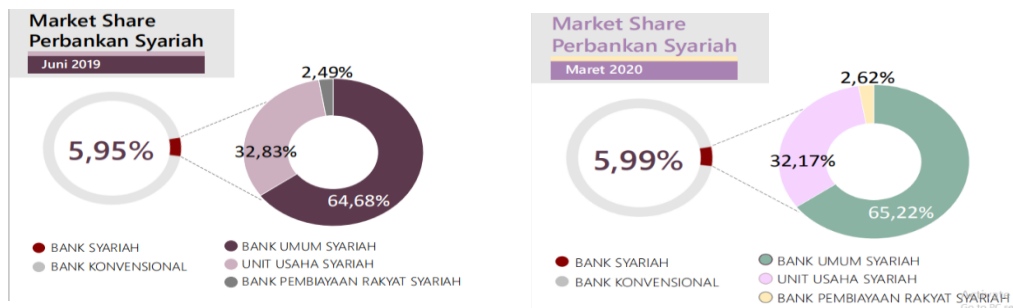 Market Share
Perbankan Syariah
Juni 2019
2,49%
5,95%
32,83%
64,68%
BANK SYARIAH
BANK KONVENSIONAL
BANK UMUM SYARIAH
UNIT USAHA SYARIAH
BANK PEMBIAYAAN RAKYAT SYARIAH
Market Share
Perbankan Syariah
Maret 2020
2,62%
5,99%
32,17%
65,22%
BANK SYARIAH
BANK KONVENSIONAL
BANK UMUM SYARIAH
UNIT USAHA SYARIAH
BANK PEMBIAYAAN RAKYAT SYARIAH